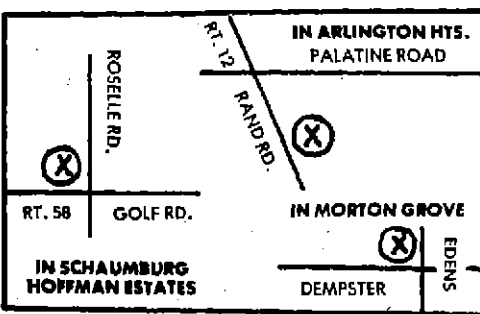 ROSELLE RD.
X
RT. 58
GOLF RD.
IN SCHAUMBURG
HOFFMAN ESTATES
IN ARLINGTON HTS.
PALATINE ROAD
RT. 12
RAND RD.
X
IN MORTON GROVE
X
EDENS
DEMPSTER